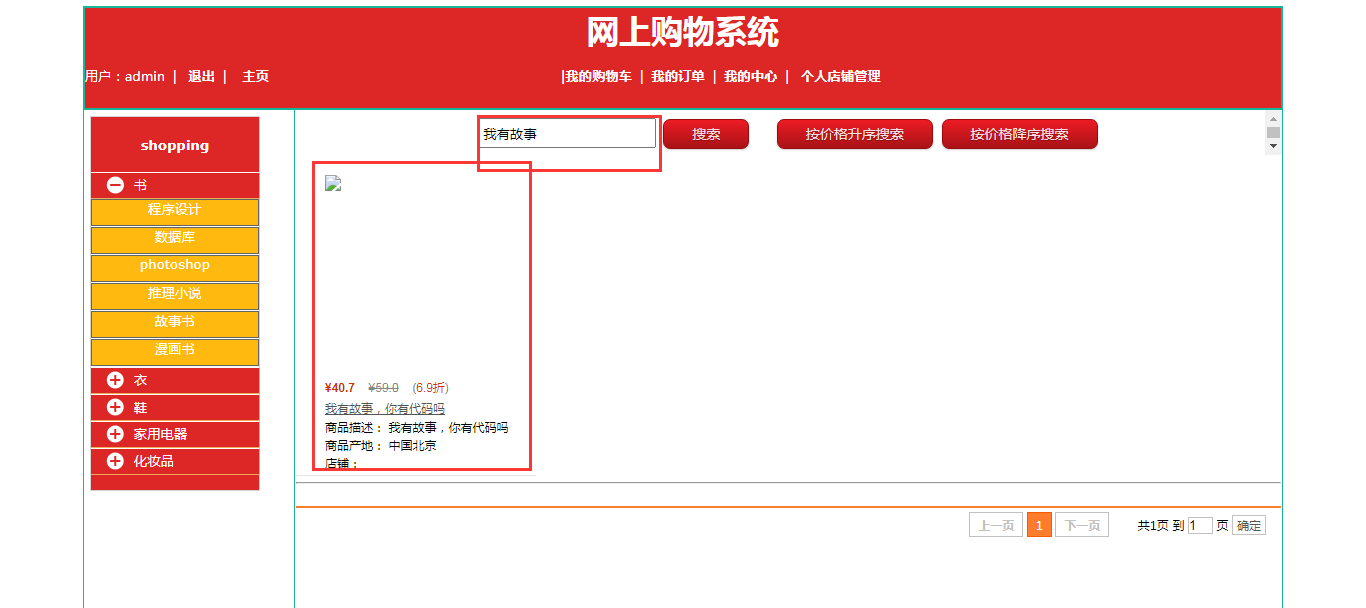 网上购物系统
用户：admin | 退出 | 主页 |我的购物车 | 我的订单 | 我的中心 | 个人店铺管理
我有故事 搜索 按价格升序搜索 按价格降序搜索
shopping
书
程序设计
数据库
photoshop
推理小说
故事书
漫画书
衣
鞋
家用电器
化妆品
¥40.7 ¥59.0 (6.9折)
我有故事，你有代码吗
商品描述： 我有故事，你有代码吗
商品产地： 中国北京
店铺：
上一页 1 下一页 共1页 到 1 页 确定